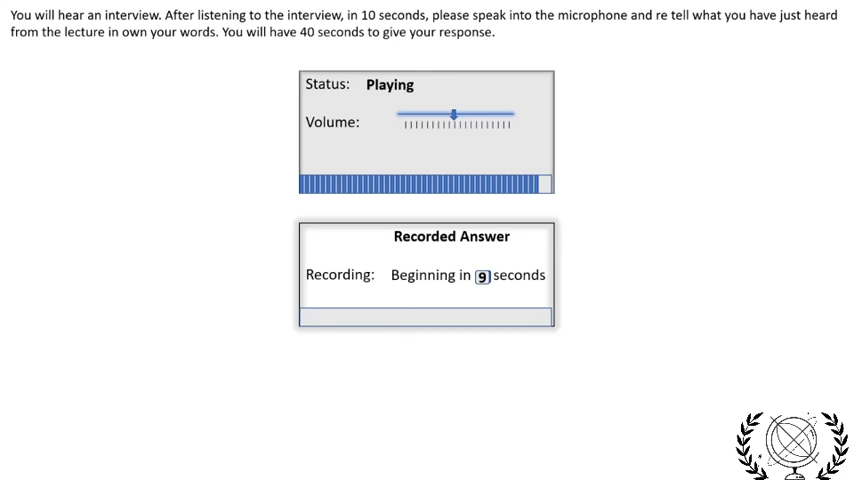 You will hear an interview. After listening to the interview, in 10 seconds, please speak into the microphone and re tell what you have just heard
from the lecture in own your words. You will have 40 seconds to give your response.
Status: Playing
Volume:
Recorded Answer
Recording: Beginning in 9 seconds